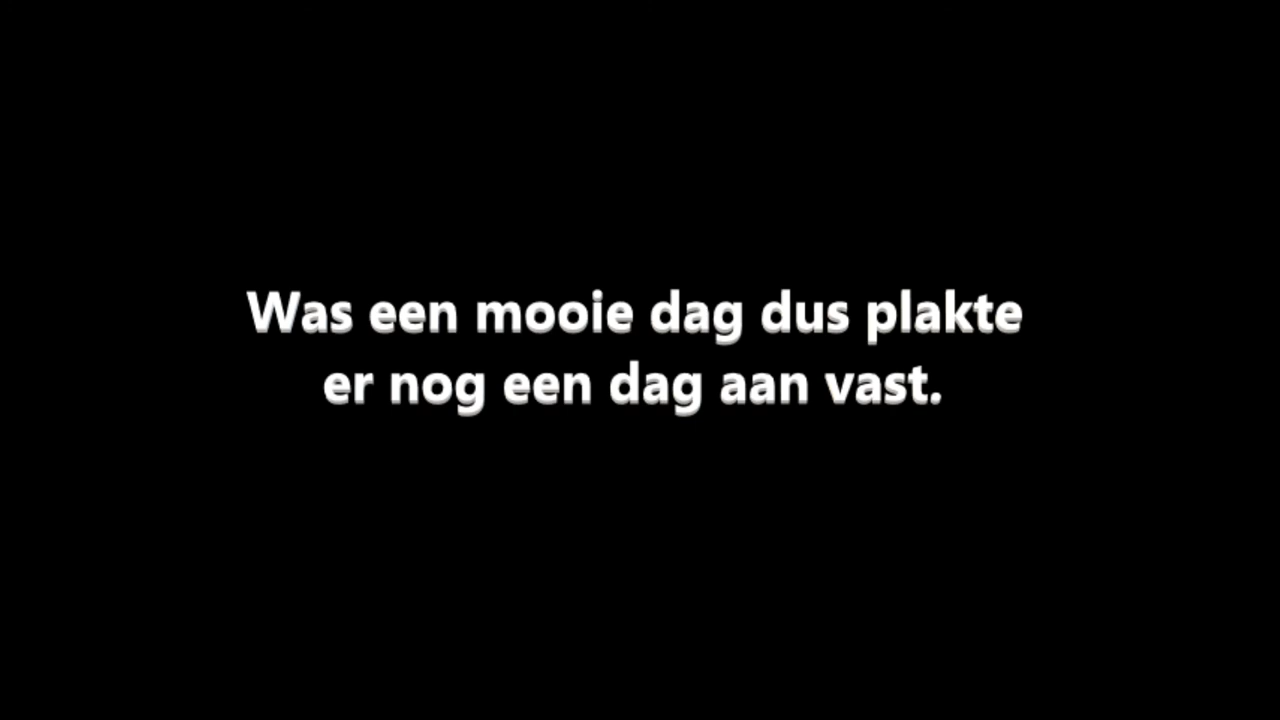 Was een mooie dag dus plakte
er nog een dag aan vast.